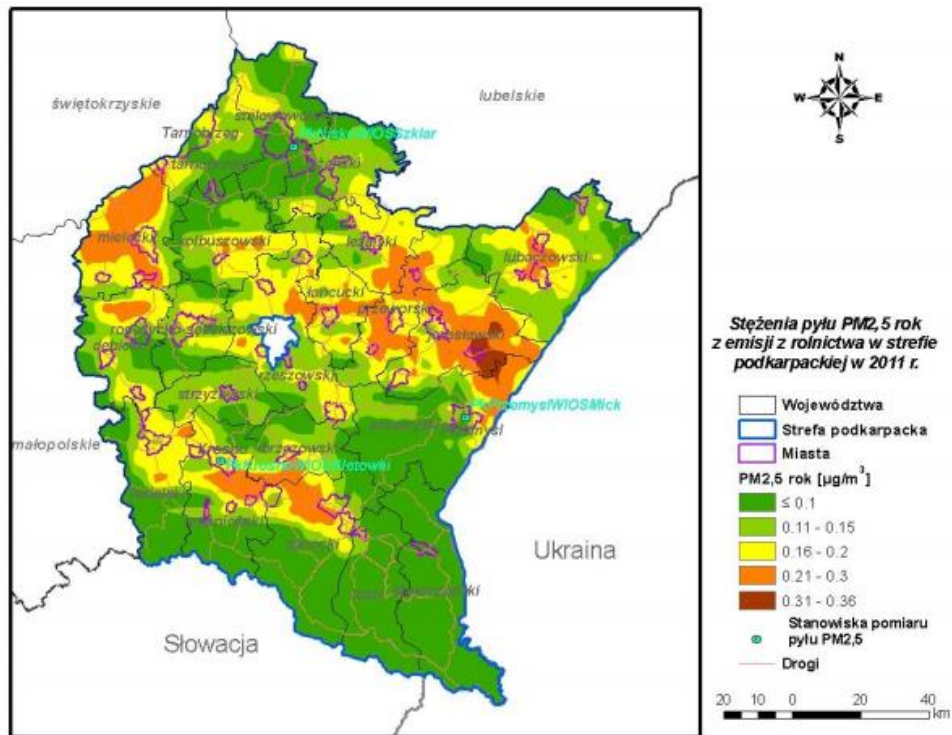 świętokrzyskie
lubelskie
N
W E
S
Tarnobrzeg
mielecki
kolbuszowski
leżajski
lubaczowski
łańcucki
przeworski
jarosławski
rzeszowski
strzyżowski
małopolskie
Krosno brzozowski
Ukraina
Słowacja
Stężenia pyłu PM2,5 rok
z emisji z rolnictwa w strefie
podkarpackiej w 2011 r.
Województwa
Strefa podkarpacka
Miasta
PM2,5 rok [µg/m³]
≤ 0.1
0.11 - 0.15
0.16 - 0.2
0.21 - 0.3
0.31 - 0.36
Stanowiska pomiaru
pyłu PM2,5
Drogi
20 10 0 20 40
km